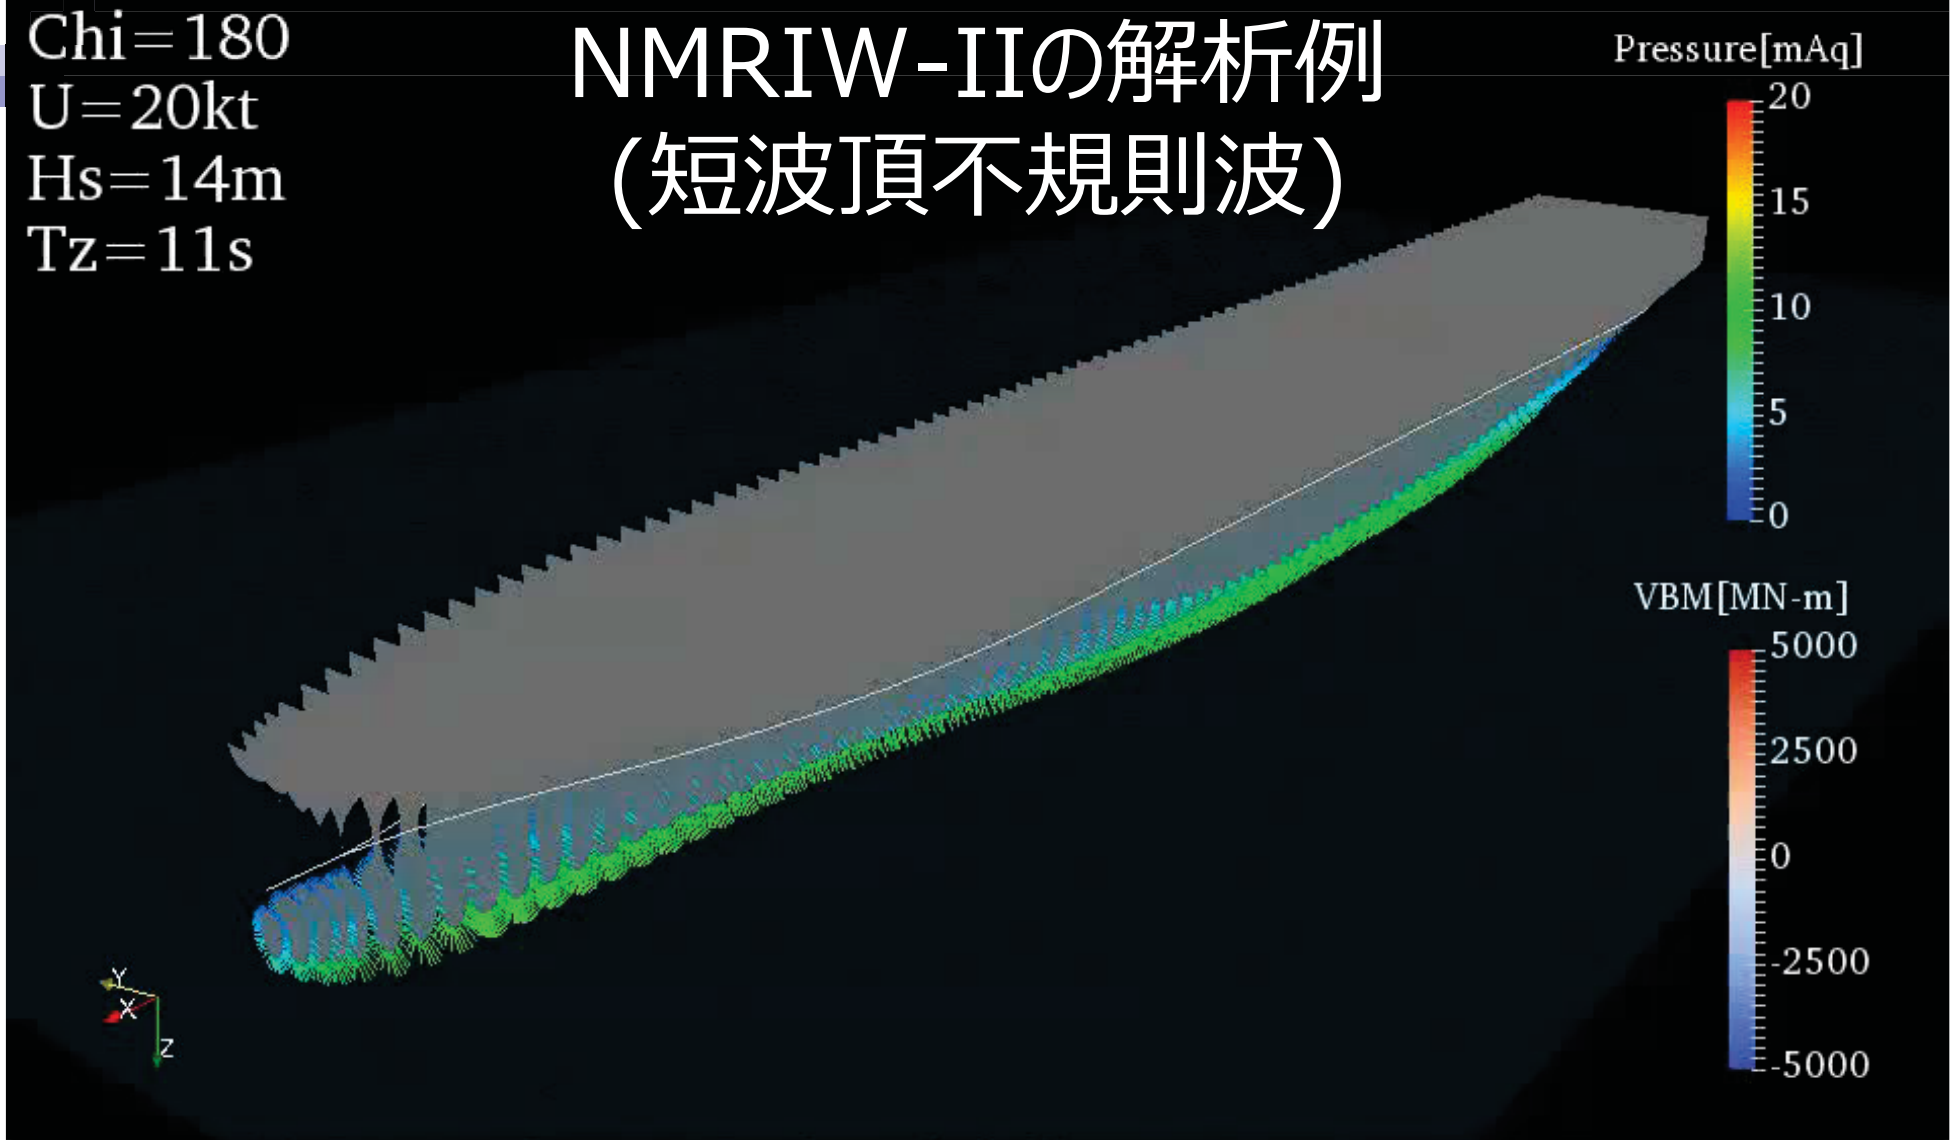 Chi=180
U=20kt
Hs=14m
Tz=11s
NMRIW-IIの解析例
(短波頂不規則波)
Pressure[mAq]
20
15
10
5
0
VBM[MN-m]
5000
2500
0
-2500
-5000
Y
X
Z